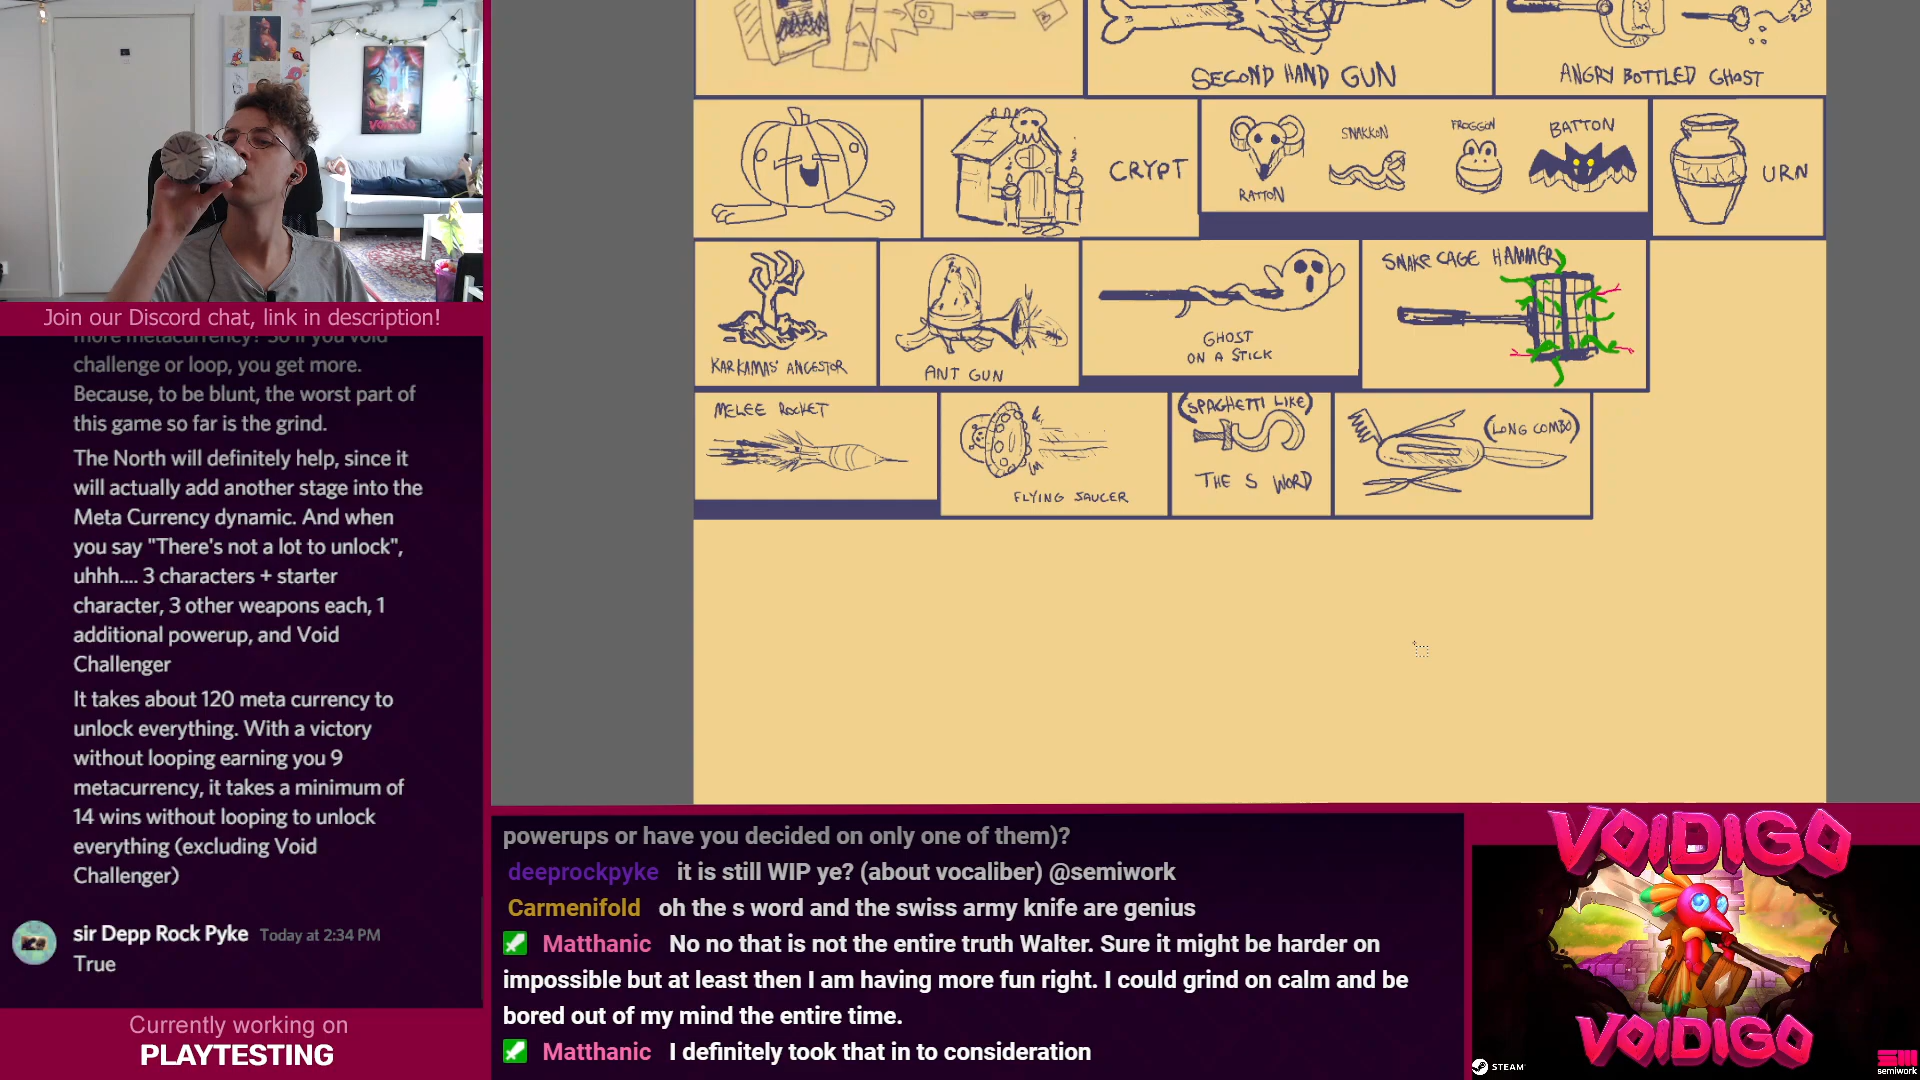 SECOND HAND GUN
ANGRY BOTTLED GHOST
CRYPT
RATTON
SNAKKON
FROGGON
BATTON
URN
KARKAMAS' ANCESTOR
ANT GUN
GHOST
ON A STICK
SNAKE CAGE HAMMER
MELEE ROCKET
FLYING SAUCER
(SPAGHETTI LIKE)
THE S WORD
(LONG COMBO)
VOIDIGO
Join our Discord chat, link in description!
more metacurrency? So if you void
challenge or loop, you get more.
Because, to be blunt, the worst part of
this game so far is the grind.
The North will definitely help, since it
will actually add another stage into the
Meta Currency dynamic. And when
you say "There's not a lot to unlock",
uhhh.... 3 characters + starter
character, 3 other weapons each, 1
additional powerup, and Void
Challenger
It takes about 120 meta currency to
unlock everything. With a victory
without looping earning you 9
metacurrency, it takes a minimum of
14 wins without looping to unlock
everything (excluding Void
Challenger)
sir Depp Rock Pyke Today at 2:34 PM
True
Currently working on
PLAYTESTING
powerups or have you decided on only one of them)?
deeprockpyke it is still WIP ye? (about vocaliber) @semiwork
Carmenifold oh the s word and the swiss army knife are genius
Matthanic No no that is not the entire truth Walter. Sure it might be harder on
impossible but at least then I am having more fun right. I could grind on calm and be
bored out of my mind the entire time.
Matthanic I definitely took that in to consideration
VOIDIGO
VOIDIGO
STEAM
semiwork